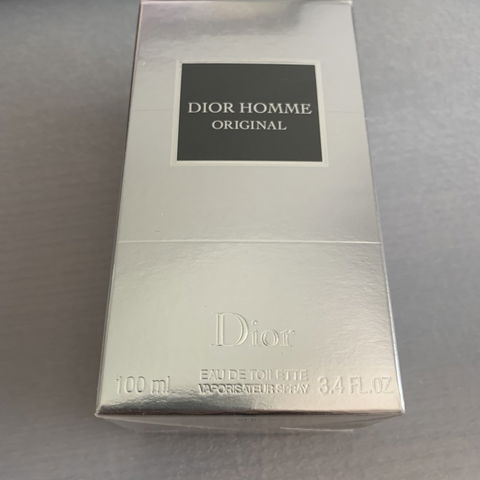 DIOR HOMME
ORIGINAL
Dior
EAU DE TOILETTE
100 ml VAPORISATEUR SPRAY 3.4 FL.OZ